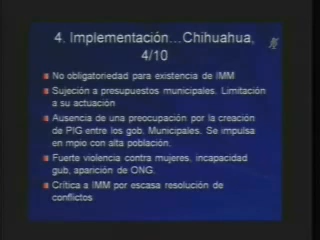 4. Implementación...Chihuahua,
4/10
No obligatoriedad para existencia de IMM
Sujeción a presupuestos municipales. Limitación
a su actuación
Ausencia de una preocupación por la creación
de PIG entre los gob. Municipales. Se impulsa
en mpio con alta población.
Fuerte violencia contra mujeres, incapacidad
gub, aparición de ONG.
Crítica a IMM por escasa resolución de
conflictos